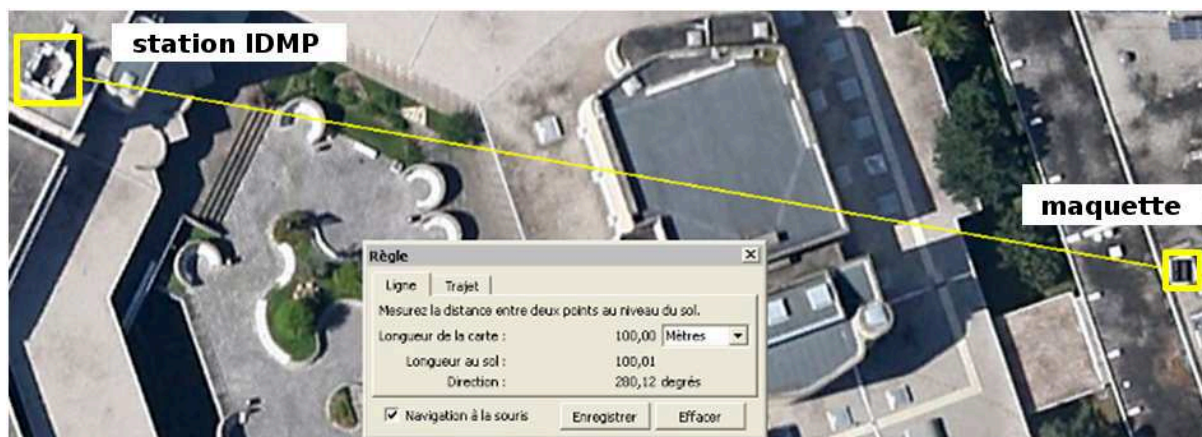 station IDMP
maquette
Règle
Ligne Trajet
Mesurez la distance entre deux points au niveau du sol.
Longueur de la carte : 100,00 Mètres
Longueur au sol : 100,01
Direction : 280,12 degrés
Navigation à la souris Enregistrer Effacer